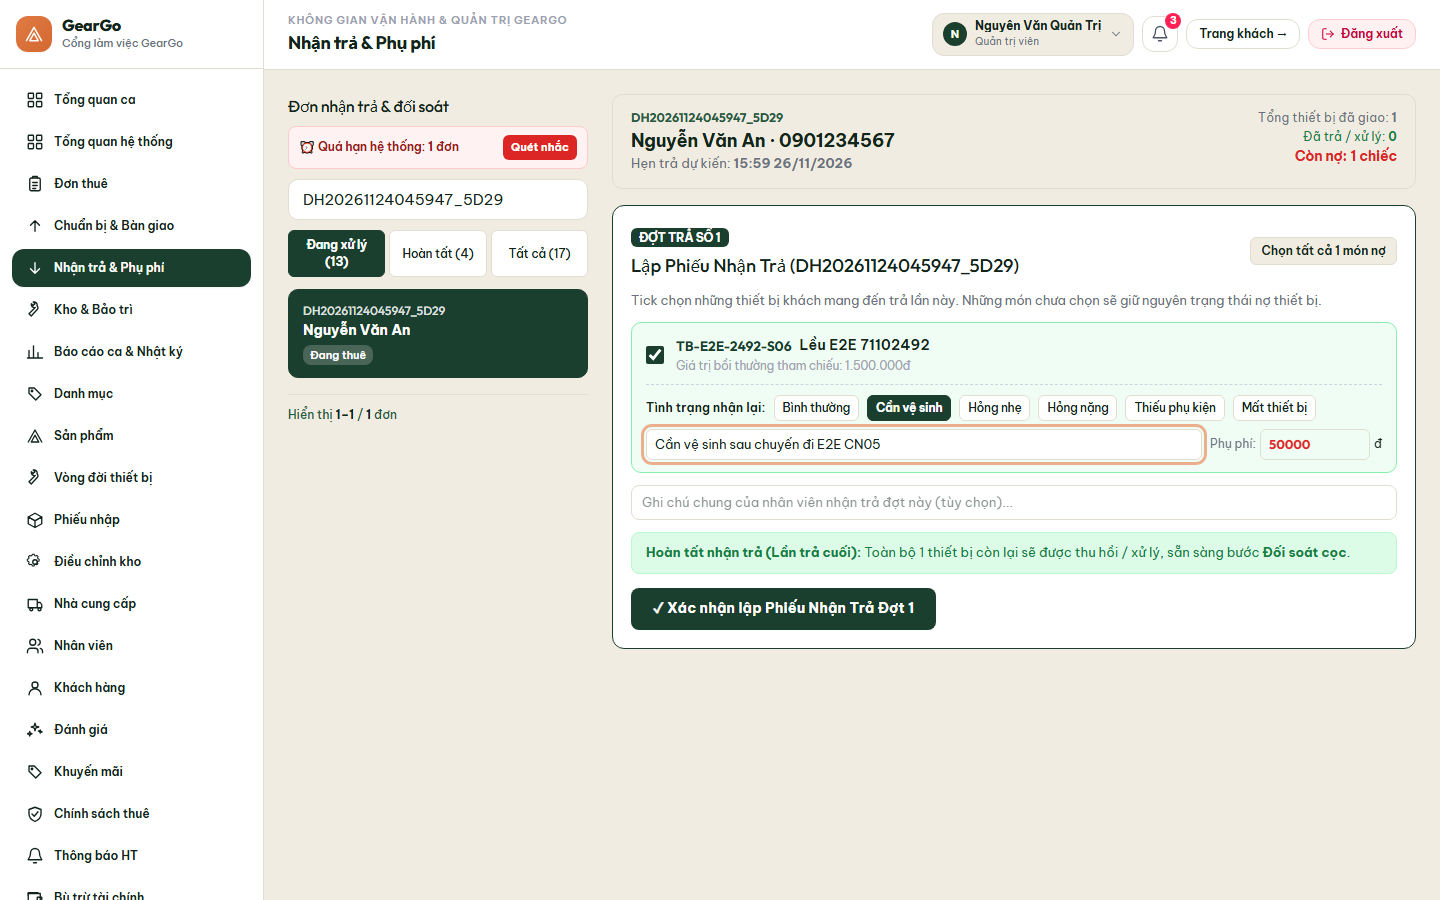 GearGo
Cổng làm việc GearGo
KHÔNG GIAN VẬN HÀNH & QUẢN TRỊ GEARGO
Nhận trả & Phụ phí
N
Nguyễn Văn Quản Trị
Quản trị viên
3
Trang khách →
Đăng xuất
Tổng quan ca
Tổng quan hệ thống
Đơn thuê
Chuẩn bị & Bàn giao
Nhận trả & Phụ phí
Kho & Bảo trì
Báo cáo ca & Nhật ký
Danh mục
Sản phẩm
Vòng đời thiết bị
Phiếu nhập
Điều chỉnh kho
Nhà cung cấp
Nhân viên
Khách hàng
Đánh giá
Khuyến mãi
Chính sách thuê
Thông báo HT
Bù trừ tài chính
Đơn nhận trả & đối soát
Quá hạn hệ thống: 1 đơn
Quét nhắc
DH20261124045947_5D29
Đang xử lý (13)
Hoàn tất (4)
Tất cả (17)
DH20261124045947_5D29
Nguyễn Văn An
Đang thuê
Hiển thị 1–1 / 1 đơn
DH20261124045947_5D29
Nguyễn Văn An · 0901234567
Hẹn trả dự kiến: 15:59 26/11/2026
Tổng thiết bị đã giao: 1
Đã trả / xử lý: 0
Còn nợ: 1 chiếc
ĐỢT TRẢ SỐ 1
Lập Phiếu Nhận Trả (DH20261124045947_5D29)
Chọn tất cả 1 món nợ
Tick chọn những thiết bị khách mang đến trả lần này. Những món chưa chọn sẽ giữ nguyên trạng thái nợ thiết bị.
TB-E2E-2492-S06 Lều E2E 71102492
Giá trị bồi thường tham chiếu: 1.500.000đ
Tình trạng nhận lại:
Bình thường
Cần vệ sinh
Hỏng nhẹ
Hỏng nặng
Thiếu phụ kiện
Mất thiết bị
Cần vệ sinh sau chuyến đi E2E CN05
Phụ phí:
50000
đ
Ghi chú chung của nhân viên nhận trả đợt này (tùy chọn)...
Hoàn tất nhận trả (Lần trả cuối): Toàn bộ 1 thiết bị còn lại sẽ được thu hồi / xử lý, sẵn sàng bước Đối soát cọc.
✓ Xác nhận lập Phiếu Nhận Trả Đợt 1